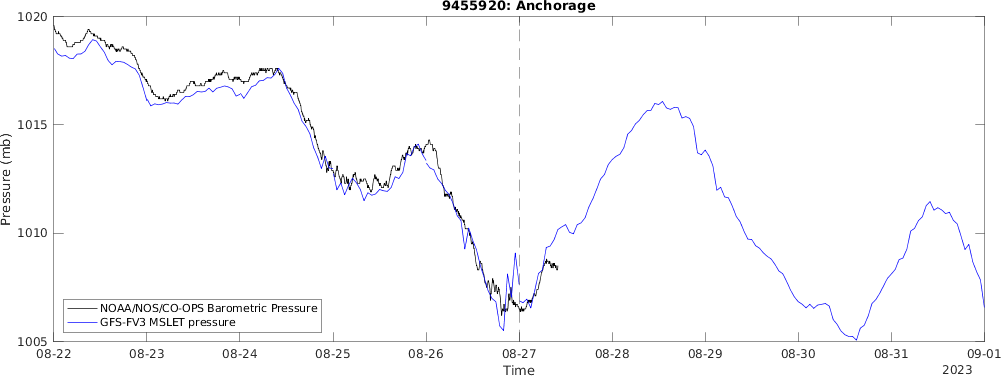 9455920: Anchorage
1020
1015
1010
1005
Pressure (mb)
NOAA/NOS/CO-OPS Barometric Pressure
GFS-FV3 MSLET pressure
08-22 08-23 08-24 08-25 08-26 08-27 08-28 08-29 08-30 08-31 09-01
Time
2023